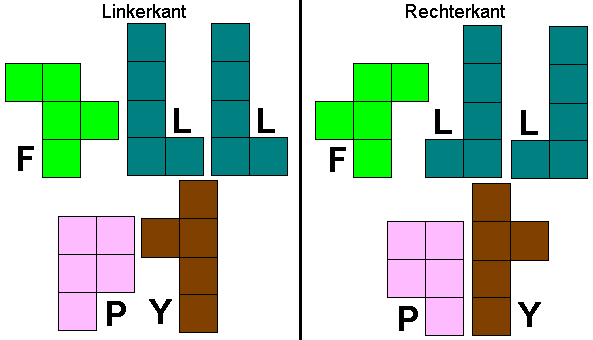 Linkerkant
Rechterkant
L L
F
L L
F
P Y
P Y